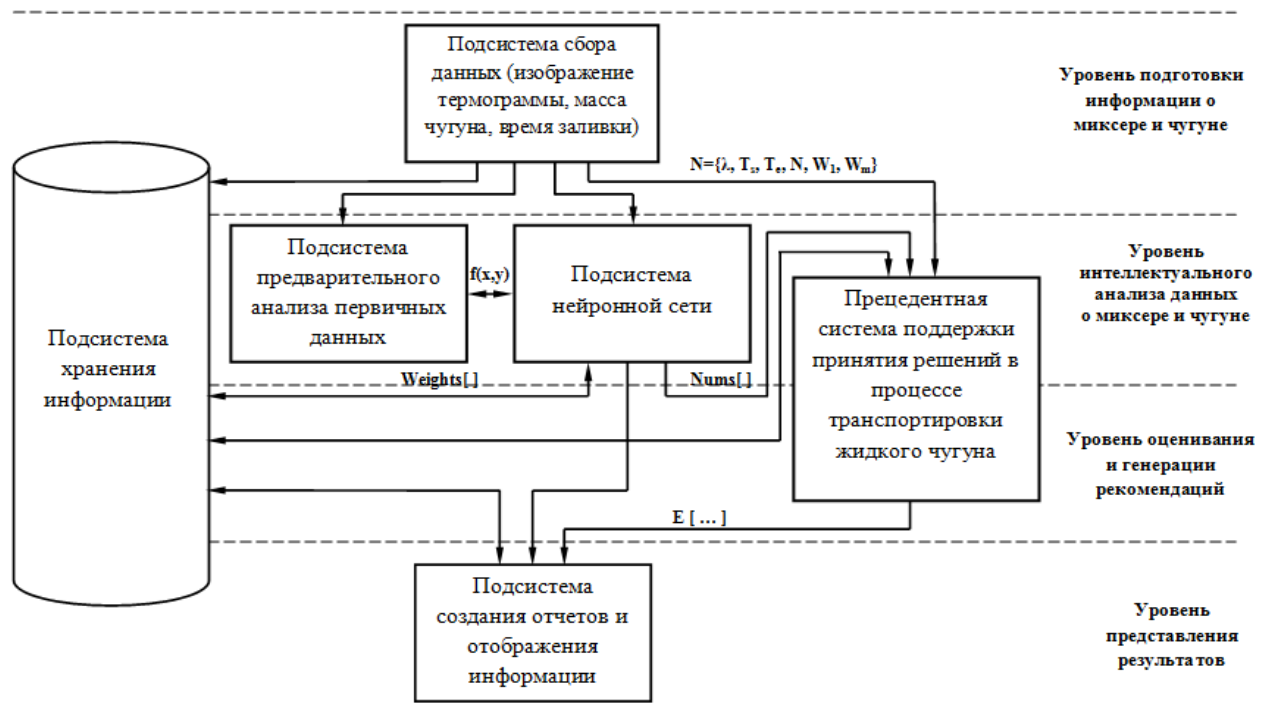 Подсистема сбора
данных (изображение
термограммы, масса
чугуна, время заливки)
Уровень подготовки
информации о
миксере и чугуне
N={λ, Tₛ, Tₑ, N, W₁, Wₘ}
Подсистема
предварительного
анализа первичных
данных
f(x,y)
Подсистема
нейронной сети
Прецедентная
система поддержки
принятия решений в
процессе
транспортировки
жидкого чугуна
Уровень
интеллектуального
анализа данных
о миксере и чугуне
Подсистема
хранения
информации
Weights[ ]
Nums[ ]
Уровень оценивания
и генерации
рекомендаций
E [ … ]
Подсистема
создания отчетов и
отображения
информации
Уровень
представления
результатов